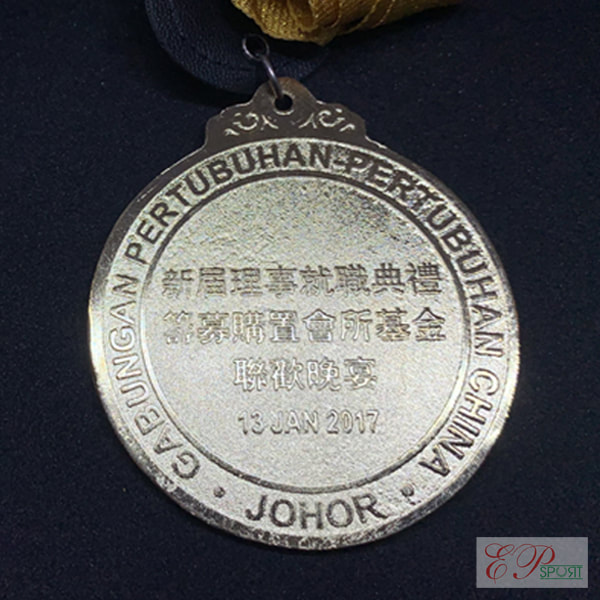 GABUNGAN PERTUBUHAN-PERTUBUHAN CHINA
新届理事就職典禮
籌募購置會所基金
聯歡晚宴
13 JAN 2017
• JOHOR •
EP SPORT